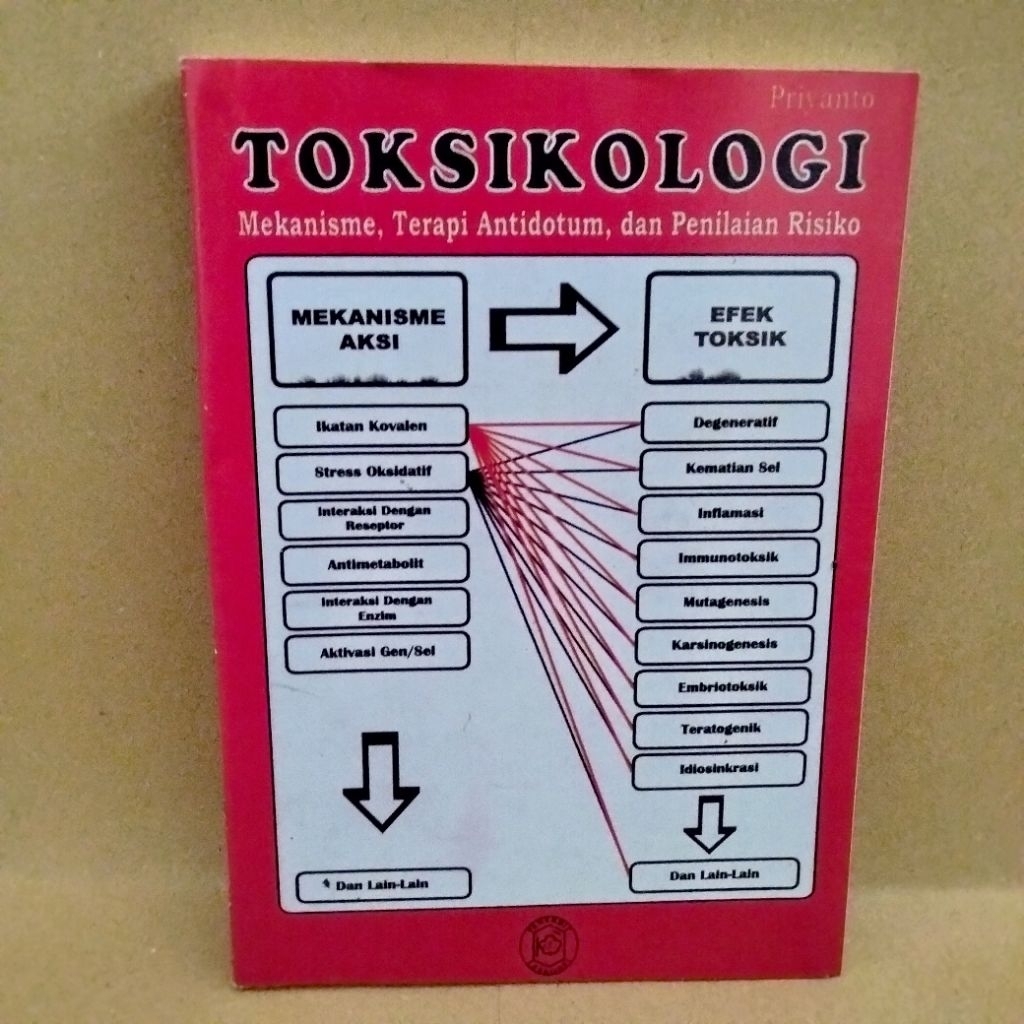 Priyanto
TOKSIKOLOGI
Mekanisme, Terapi Antidotum, dan Penilaian Risiko
MEKANISME
AKSI
EFEK
TOKSIK
Ikatan Kovalen
Stress Oksidatif
Interaksi Dengan
Reseptor
Antimetabolit
Interaksi Dengan
Enzim
Aktivasi Gen/Sel
Dan Lain-Lain
Degeneratif
Kematian Sel
Inflamasi
Immunotoksik
Mutagenesis
Karsinogenesis
Embriotoksik
Teratogenik
Idiosinkrasi
Dan Lain-Lain